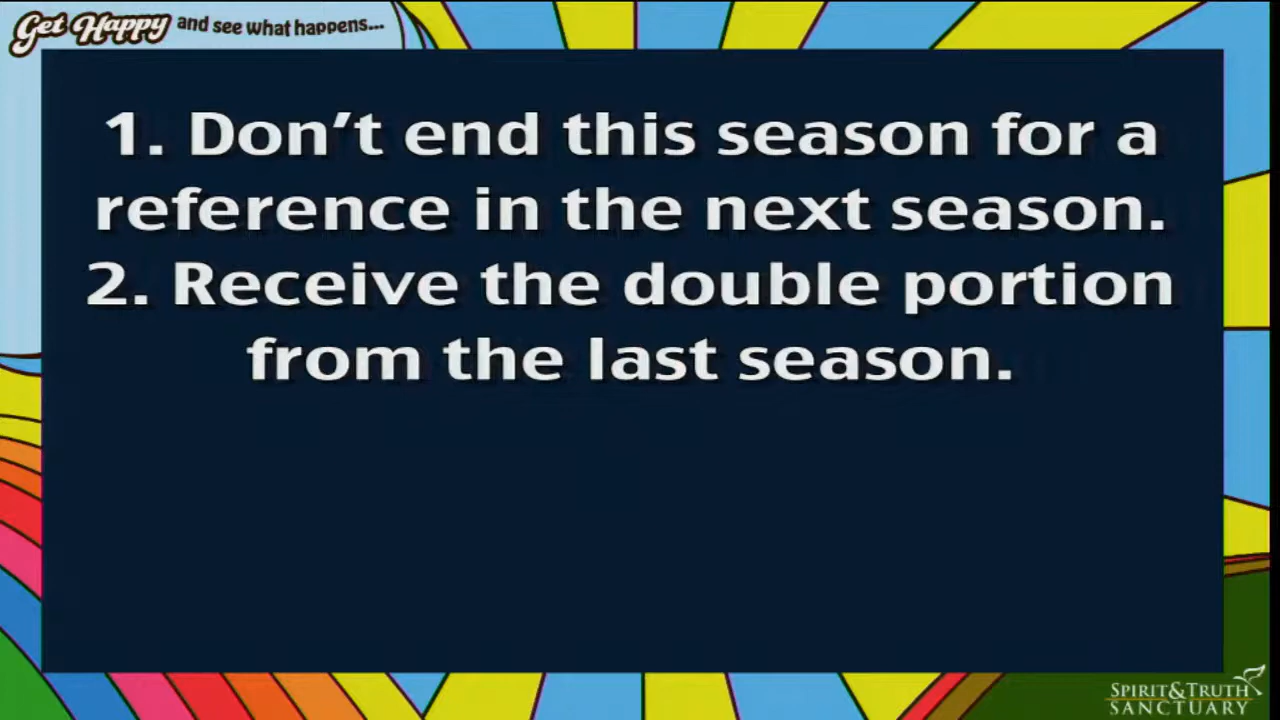 Get Happy and see what happens...
1. Don't end this season for a
reference in the next season.
2. Receive the double portion
from the last season.
SPIRIT&TRUTH
SANCTUARY